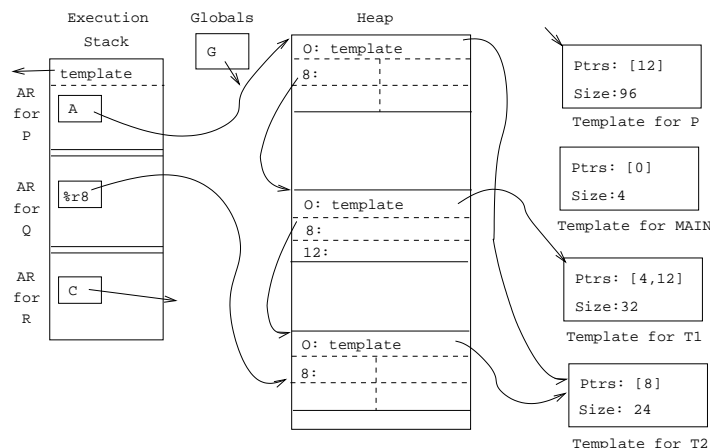 Execution
Stack
Globals
Heap
G
template
AR
for
P
A
AR
for
Q
%r8
AR
for
R
C
O: template
8:
O: template
8:
12:
O: template
8:
Ptrs: [12]
Size:96
Template for P
Ptrs: [0]
Size:4
Template for MAIN
Ptrs: [4,12]
Size:32
Template for T1
Ptrs: [8]
Size: 24
Template for T2